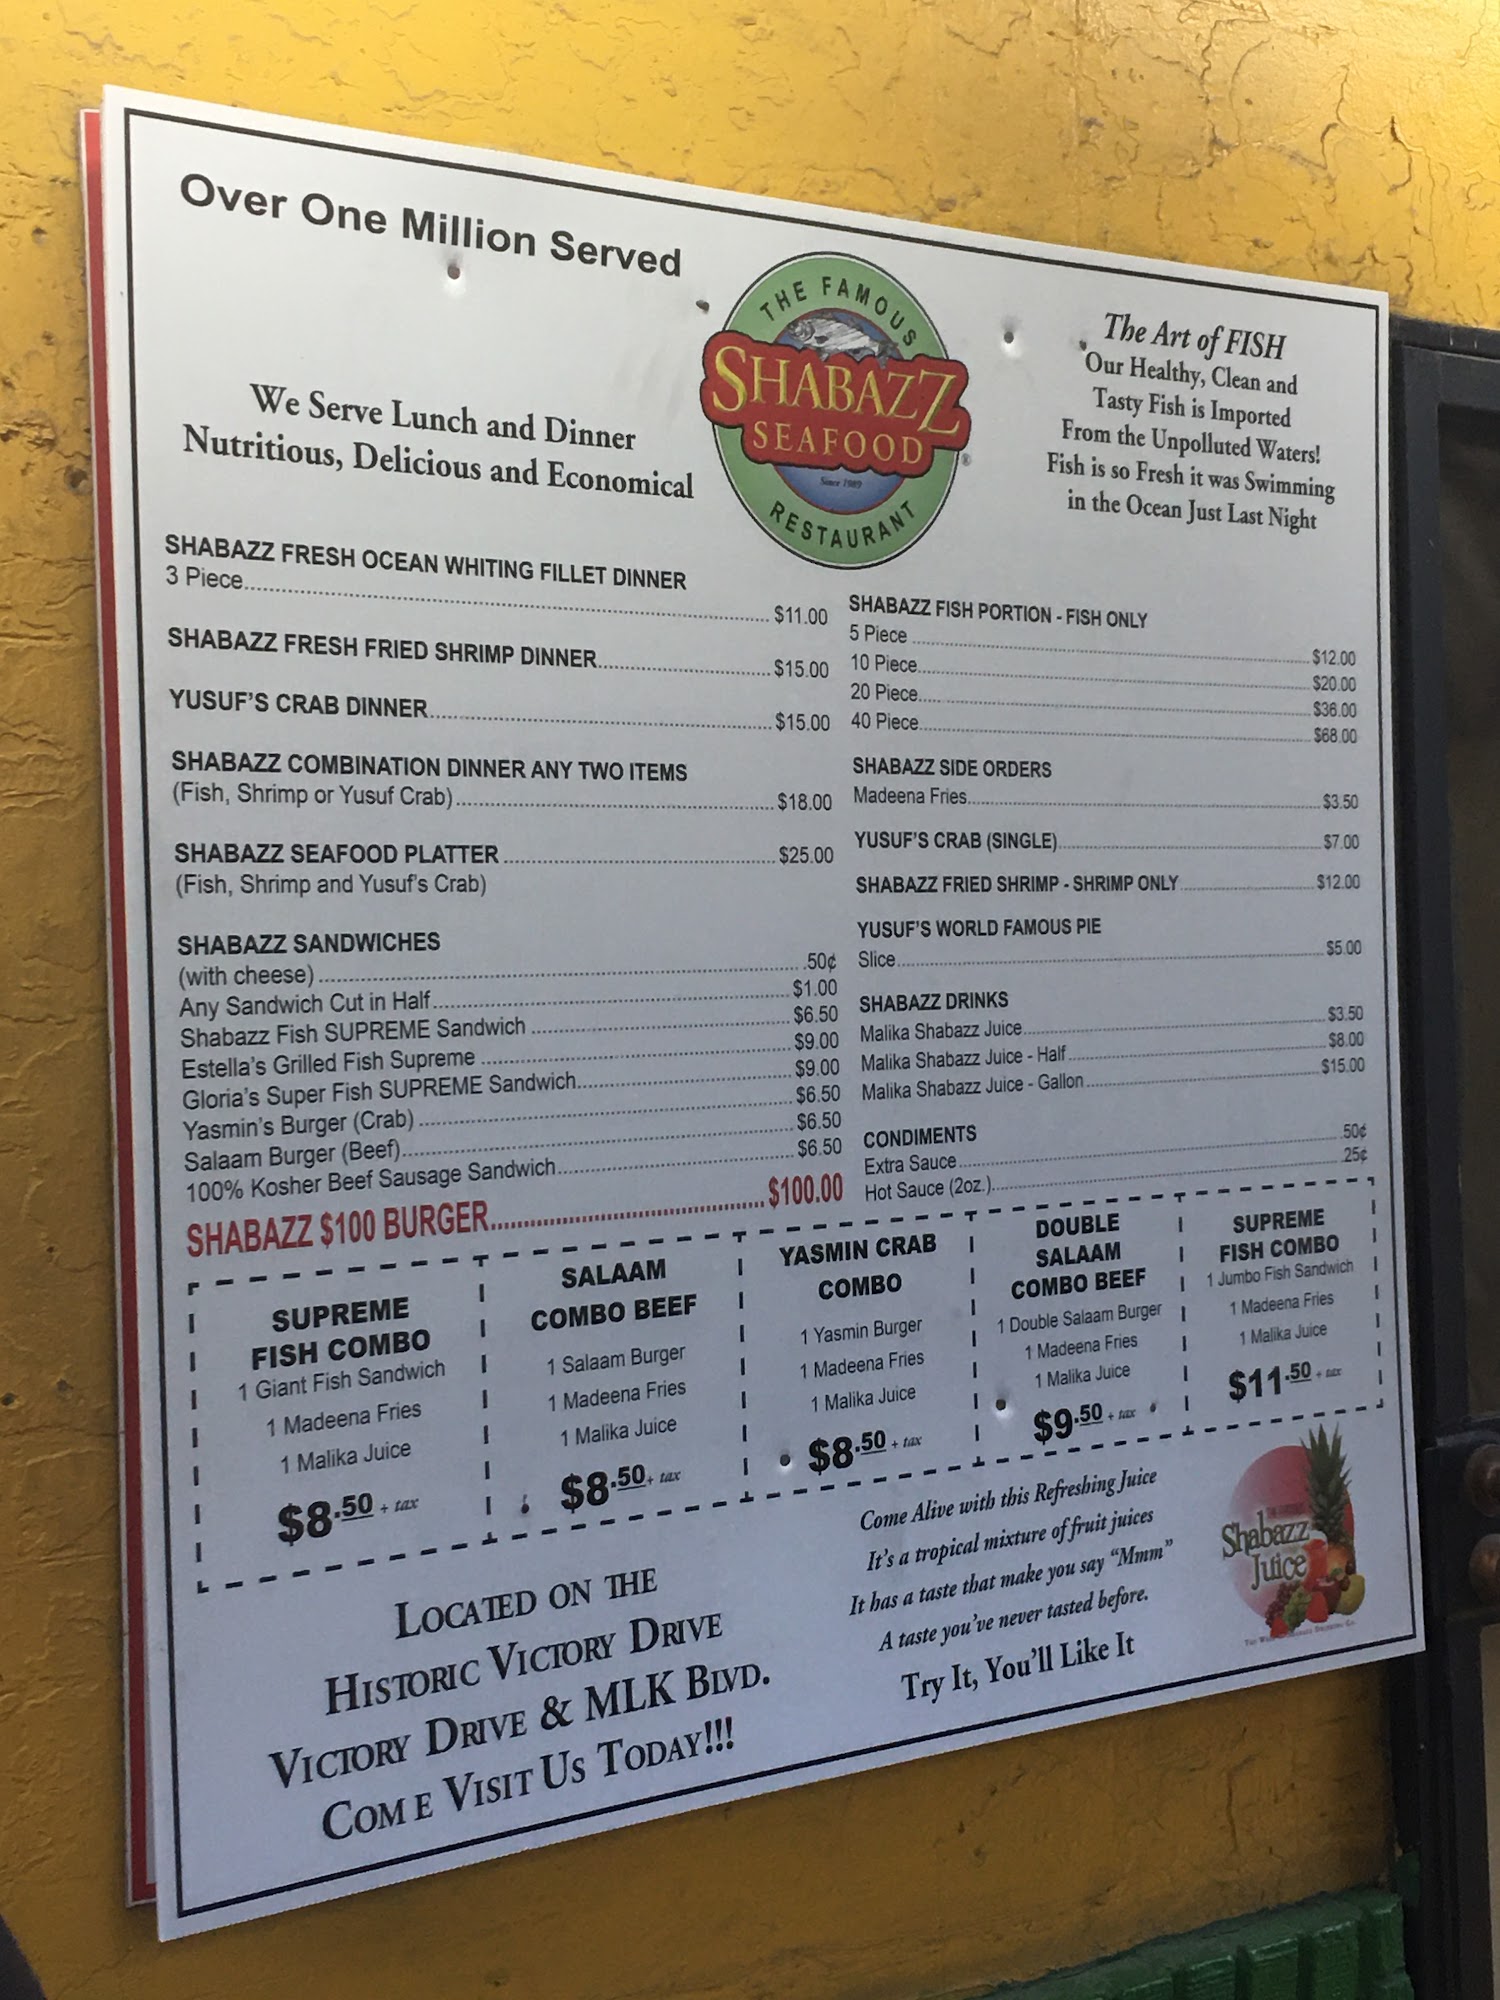 Over One Million Served
THE FAMOUS
SHABAZZ
SEAFOOD
®
Since 1989
RESTAURANT
We Serve Lunch and Dinner
Nutritious, Delicious and Economical
The Art of FISH
Our Healthy, Clean and
Tasty Fish is Imported
From the Unpolluted Waters!
Fish is so Fresh it was Swimming
in the Ocean Just Last Night
SHABAZZ FRESH OCEAN WHITING FILLET DINNER
3 Piece $11.00
SHABAZZ FRESH FRIED SHRIMP DINNER $15.00
YUSUF'S CRAB DINNER $15.00
SHABAZZ COMBINATION DINNER ANY TWO ITEMS
(Fish, Shrimp or Yusuf Crab) $18.00
SHABAZZ SEAFOOD PLATTER $25.00
(Fish, Shrimp and Yusuf's Crab)
SHABAZZ SANDWICHES
(with cheese) .50¢
Any Sandwich Cut in Half $1.00
Shabazz Fish SUPREME Sandwich $6.50
Estella's Grilled Fish Supreme $9.00
Gloria's Super Fish SUPREME Sandwich $9.00
Yasmin's Burger (Crab) $6.50
Salaam Burger (Beef) $6.50
100% Kosher Beef Sausage Sandwich $6.50
SHABAZZ $100 BURGER $100.00
SHABAZZ FISH PORTION - FISH ONLY
5 Piece $12.00
10 Piece $20.00
20 Piece $36.00
40 Piece $68.00
SHABAZZ SIDE ORDERS
Madeena Fries $3.50
YUSUF'S CRAB (SINGLE) $7.00
SHABAZZ FRIED SHRIMP - SHRIMP ONLY $12.00
YUSUF'S WORLD FAMOUS PIE
Slice $5.00
SHABAZZ DRINKS
Malika Shabazz Juice $3.50
Malika Shabazz Juice - Half $8.00
Malika Shabazz Juice - Gallon $15.00
CONDIMENTS
Extra Sauce .50¢
Hot Sauce (2oz.) .25¢
SUPREME
FISH COMBO
1 Giant Fish Sandwich
1 Madeena Fries
1 Malika Juice
$8.50 + tax
SALAAM
COMBO BEEF
1 Salaam Burger
1 Madeena Fries
1 Malika Juice
$8.50 + tax
YASMIN CRAB
COMBO
1 Yasmin Burger
1 Madeena Fries
1 Malika Juice
$8.50 + tax
DOUBLE
SALAAM
COMBO BEEF
1 Double Salaam Burger
1 Madeena Fries
1 Malika Juice
$9.50 + tax
SUPREME
FISH COMBO
1 Jumbo Fish Sandwich
1 Madeena Fries
1 Malika Juice
$11.50 + tax
LOCATED ON THE
HISTORIC VICTORY DRIVE
VICTORY DRIVE & MLK BLVD.
COM E VISIT US TODAY!!!
Come Alive with this Refreshing Juice
It's a tropical mixture of fruit juices
It has a taste that make you say "Mmm"
A taste you've never tasted before.
Try It, You'll Like It
Shabazz
Juice